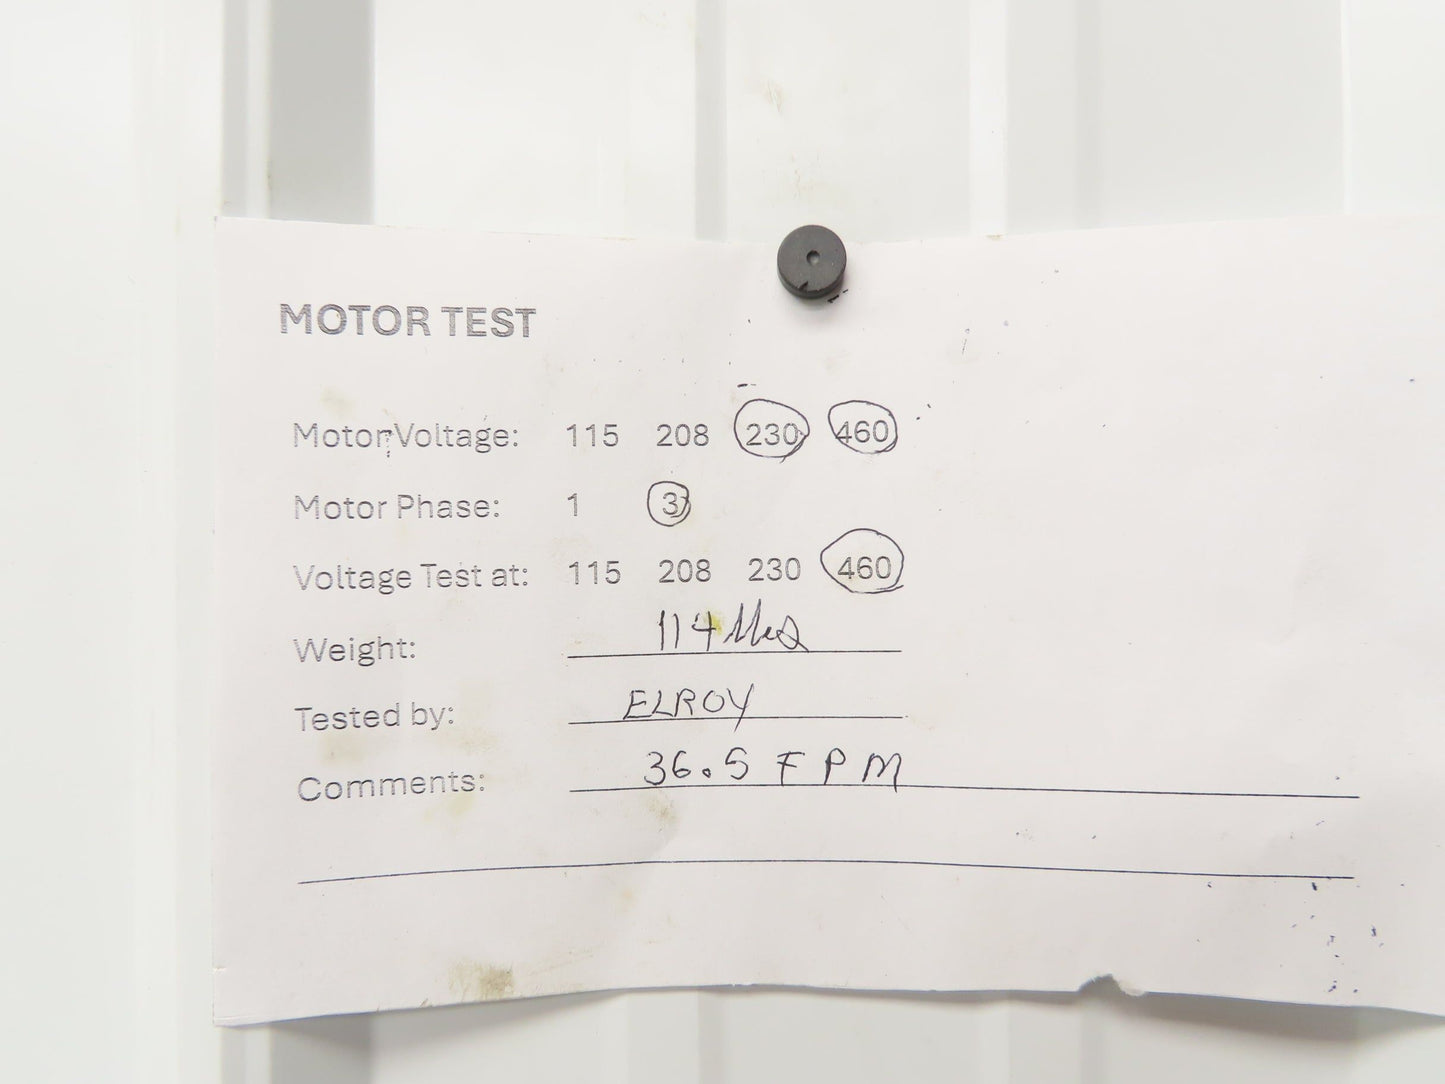 MOTOR TEST
Motor Voltage: 115 208 230 460
Motor Phase: 1 3
Voltage Test at: 115 208 230 460
Weight: 114
Tested by: ELROY
Comments: 36.5 FPM